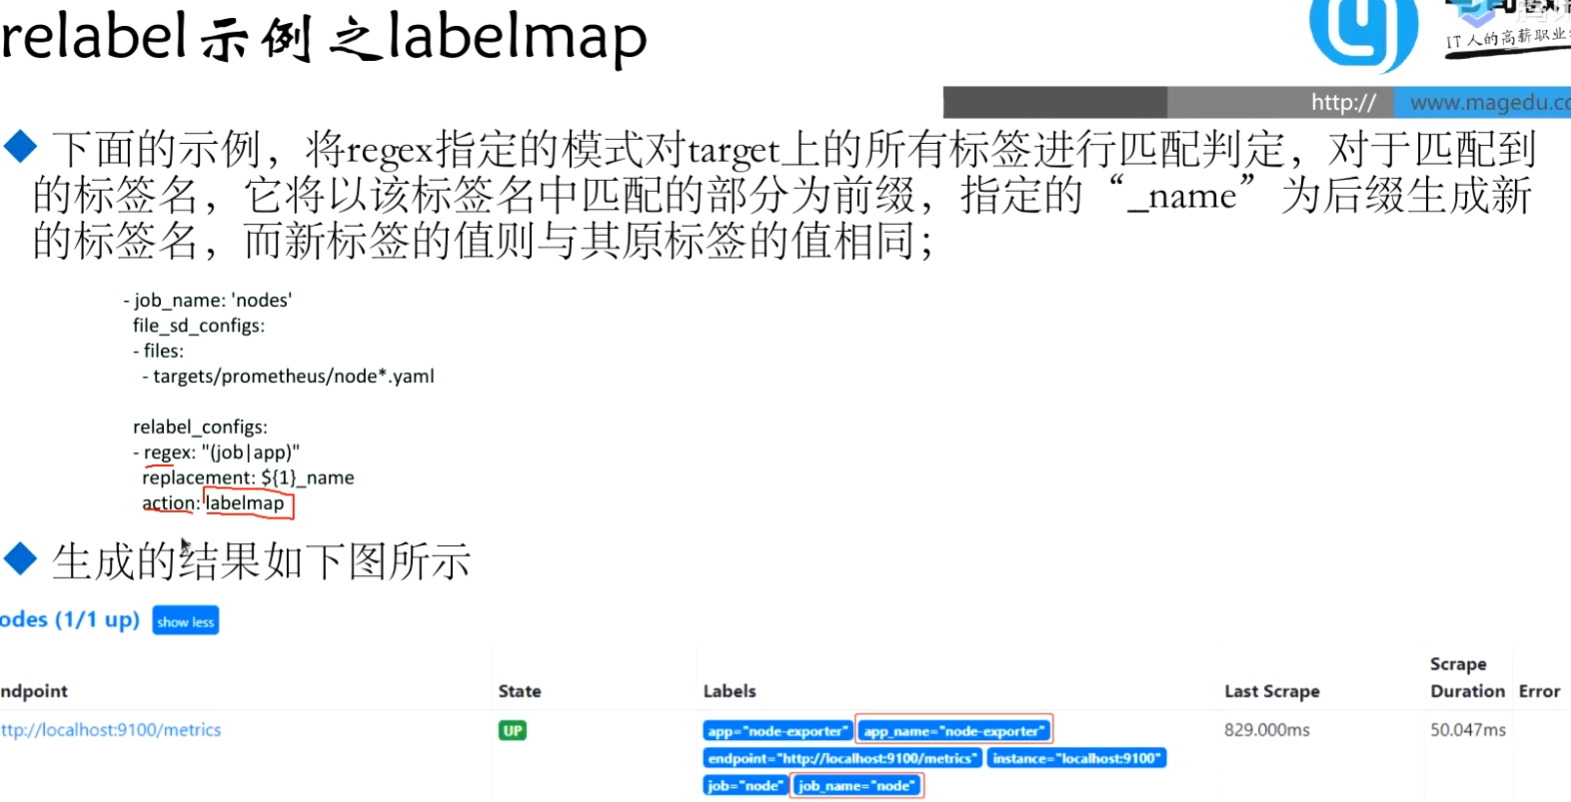 relabel示例之labelmap
IT人的高薪职业
http://
www.magedu.co
下面的示例，将regex指定的模式对target上的所有标签进行匹配判定，对于匹配到
的标签名，它将以该标签名中匹配的部分为前缀，指定的“_name”为后缀生成新
的标签名，而新标签的值则与其原标签的值相同；
- job_name: 'nodes'
file_sd_configs:
- files:
- targets/prometheus/node*.yaml
relabel_configs:
- regex: "(job|app)"
replacement: ${1}_name
action: labelmap
生成的结果如下图所示
odes (1/1 up) show less
ndpoint State Labels Last Scrape Scrape Duration Error
ttp://localhost:9100/metrics UP app="node-exporter" app_name="node-exporter" 829.000ms 50.047ms
endpoint="http://localhost:9100/metrics" instance="localhost:9100"
job="node" job_name="node"